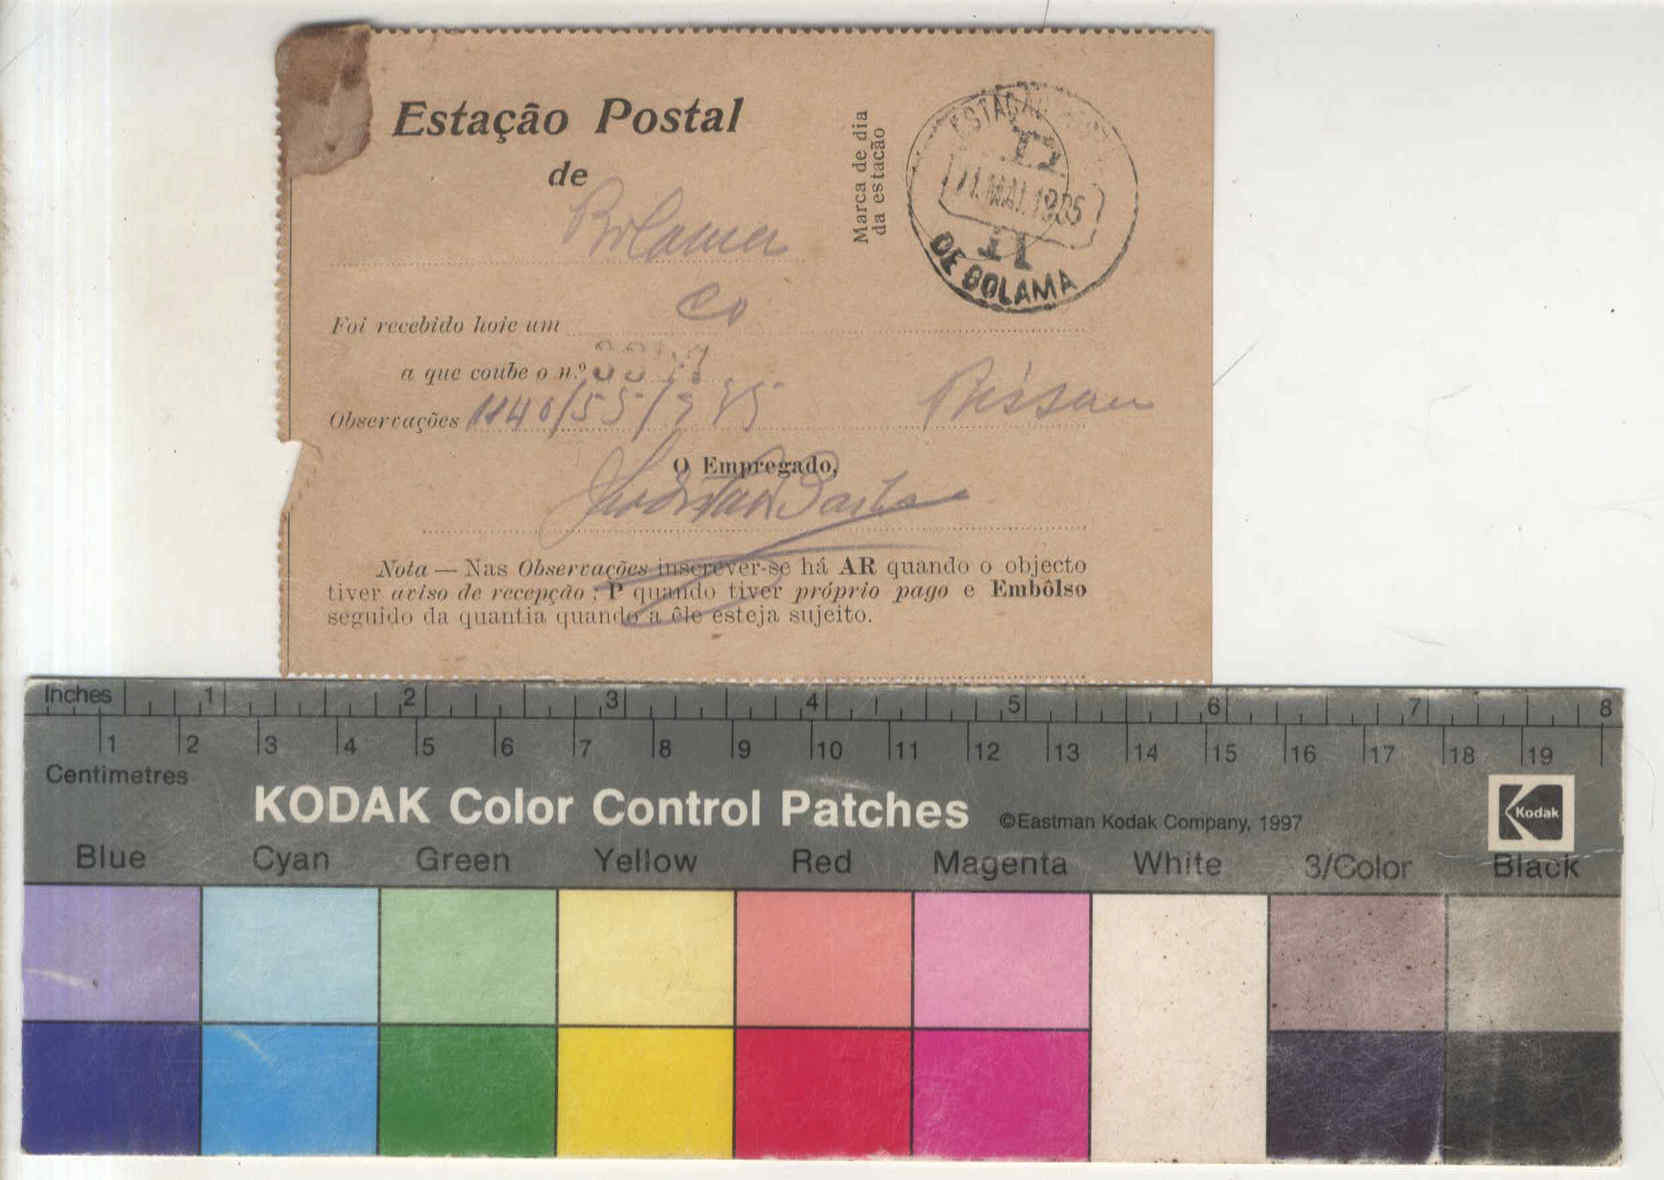 Estação Postal
de
Bolama
Marca de dia
da estacão
ESTAÇÃO
11 MAI. 1935
DE BOLAMA
Foi recebido hoje um
a que coube o n.º
Observações 1140/55/985 Bissau
O Empregado,
Nota — Nas Observações inscrever-se há AR quando o objecto
tiver aviso de recepção; P quando tiver próprio pago e Embôlso
seguido da quantia quando a êle esteja sujeito.
Inches 1 2 3 4 5 6 7 8
1 2 3 4 5 6 7 8 9 10 11 12 13 14 15 16 17 18 19
Centimetres
KODAK Color Control Patches ©Eastman Kodak Company, 1997
Kodak
Blue Cyan Green Yellow Red Magenta White 3/Color Black